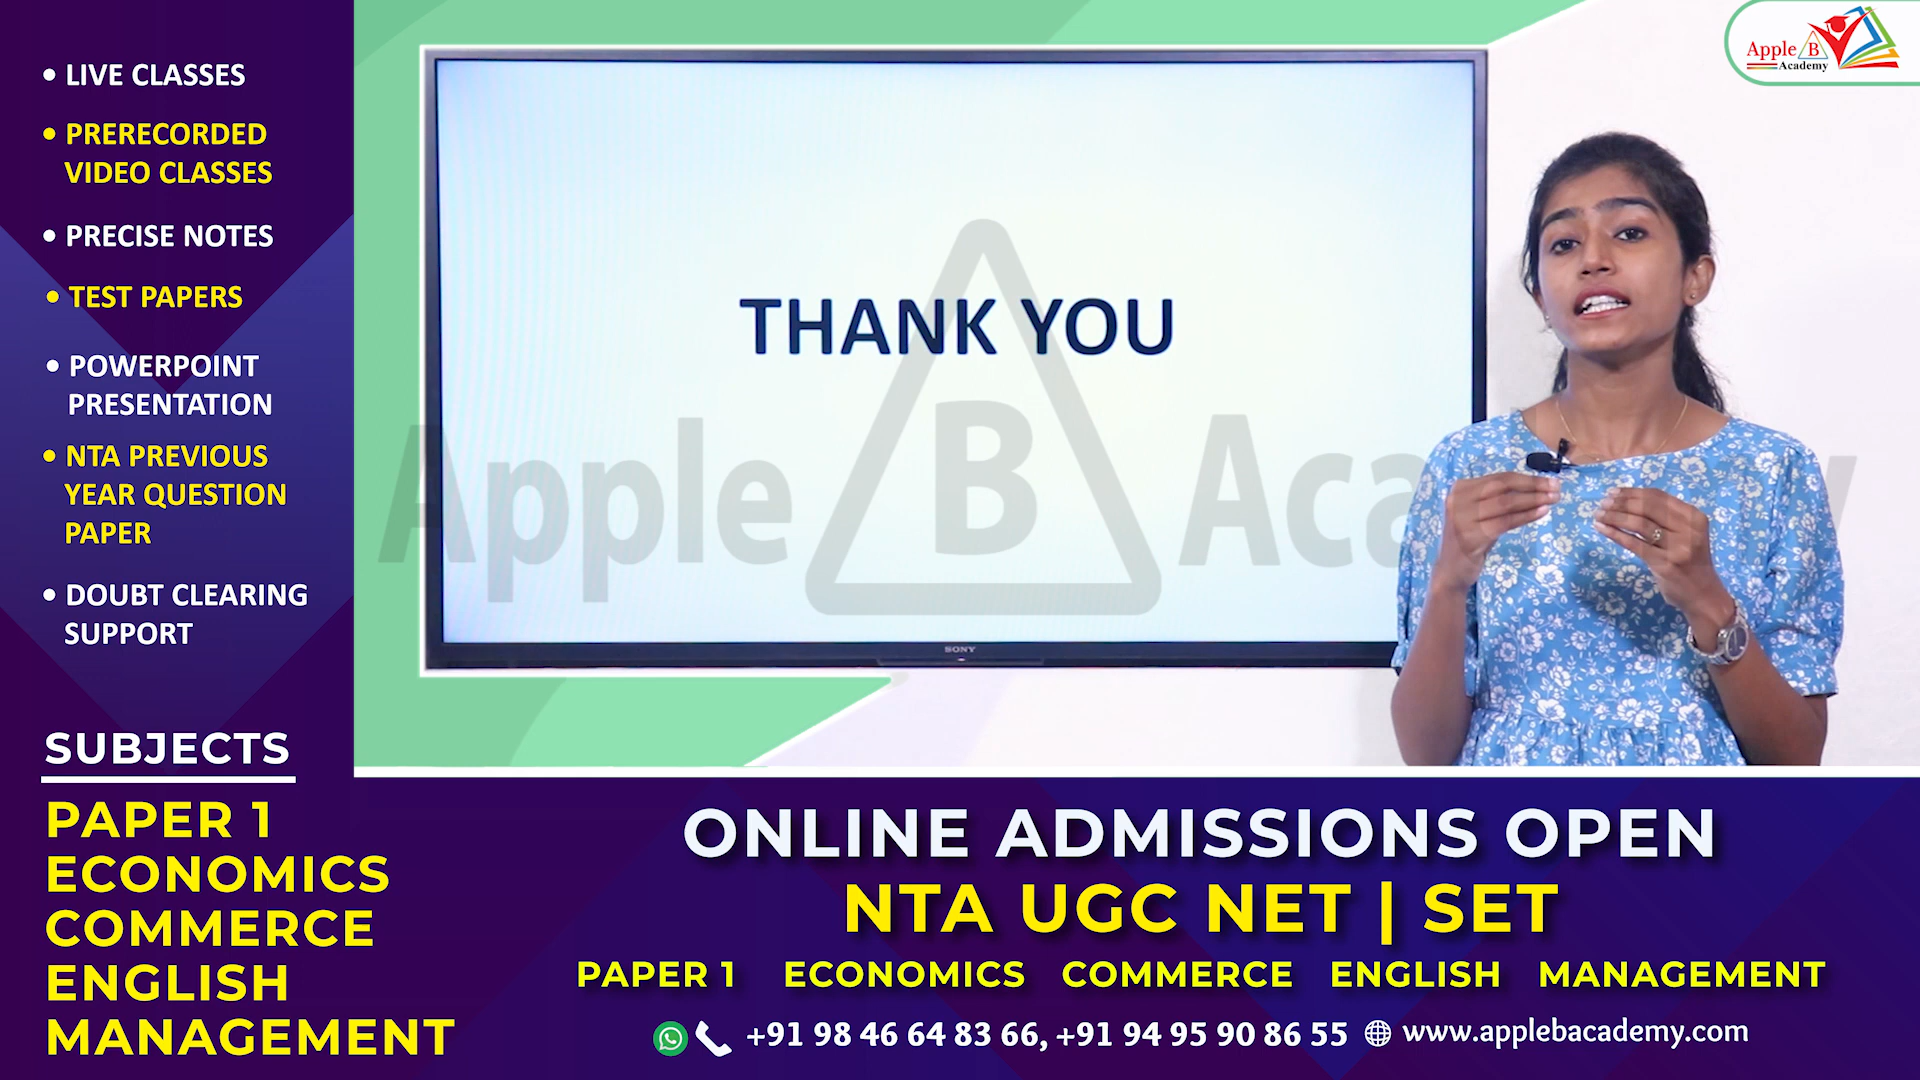 • LIVE CLASSES
• PRERECORDED
VIDEO CLASSES
• PRECISE NOTES
• TEST PAPERS
• POWERPOINT
PRESENTATION
• NTA PREVIOUS
YEAR QUESTION
PAPER
• DOUBT CLEARING
SUPPORT
SUBJECTS
PAPER 1
ECONOMICS
COMMERCE
ENGLISH
MANAGEMENT
Apple B
Academy
THANK YOU
Apple B Academy
SONY
ONLINE ADMISSIONS OPEN
NTA UGC NET | SET
PAPER 1 ECONOMICS COMMERCE ENGLISH MANAGEMENT
+91 98 46 64 83 66, +91 94 95 90 86 55 www.applebacademy.com